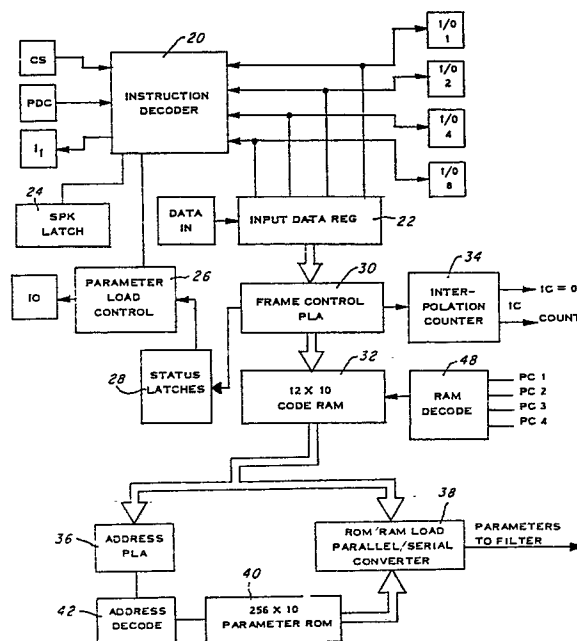 20
CS
INSTRUCTION
DECODER
PDC
I1
I/O
1
I/O
2
I/O
4
I/O
8
24
SPK
LATCH
DATA
IN
INPUT DATA REG
22
26
IO
PARAMETER
LOAD
CONTROL
30
FRAME CONTROL
PLA
34
INTER-
POLATION
COUNTER
IC = 0
IC
COUNT
STATUS
LATCHES
28
32
12 X 10
CODE RAM
48
RAM
DECODE
PC 1
PC 2
PC 3
PC 4
36
ADDRESS
PLA
38
ROM/RAM LOAD
PARALLEL/SERIAL
CONVERTER
PARAMETERS
TO FILTER
40
42
ADDRESS
DECODE
256 X 10
PARAMETER ROM